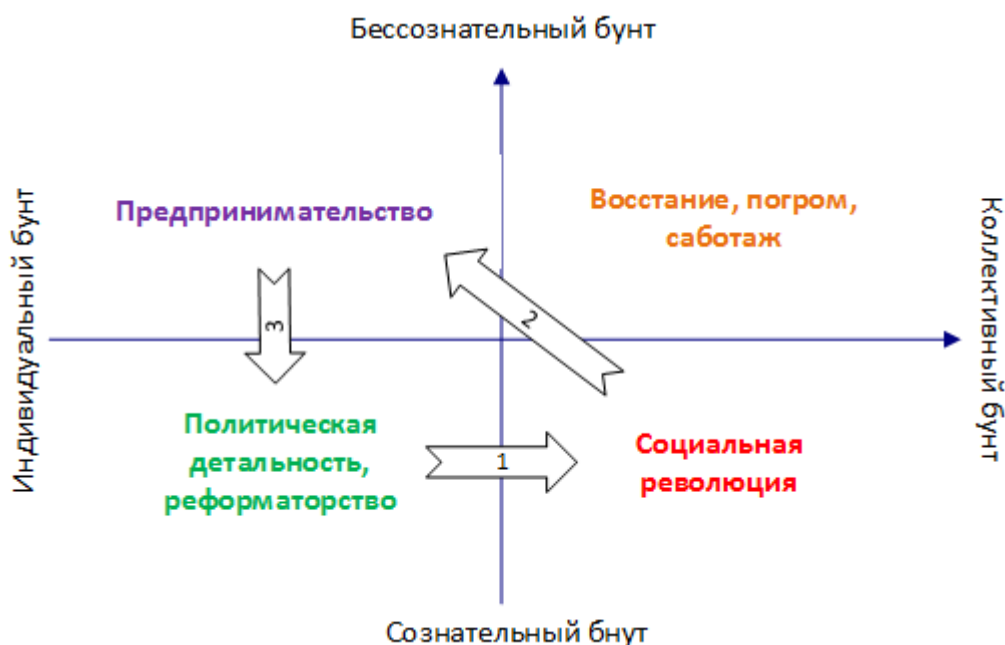 Бессознательный бунт
Предпринимательство
Восстание, погром,
саботаж
Индивидуальный бунт
Коллективный бунт
3
2
Политическая
детальность,
реформаторство
1
Социальная
революция
Сознательный бнут